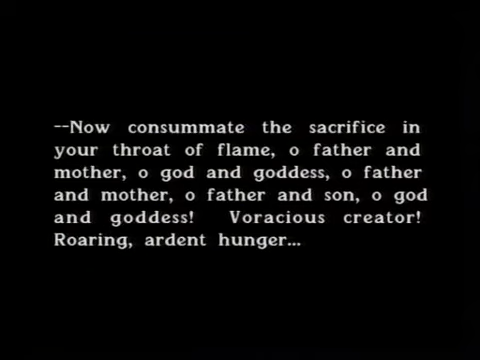 --Now consummate the sacrifice in
your throat of flame, o father and
mother, o god and goddess, o father
and mother, o father and son, o god
and goddess! Voracious creator!
Roaring, ardent hunger...